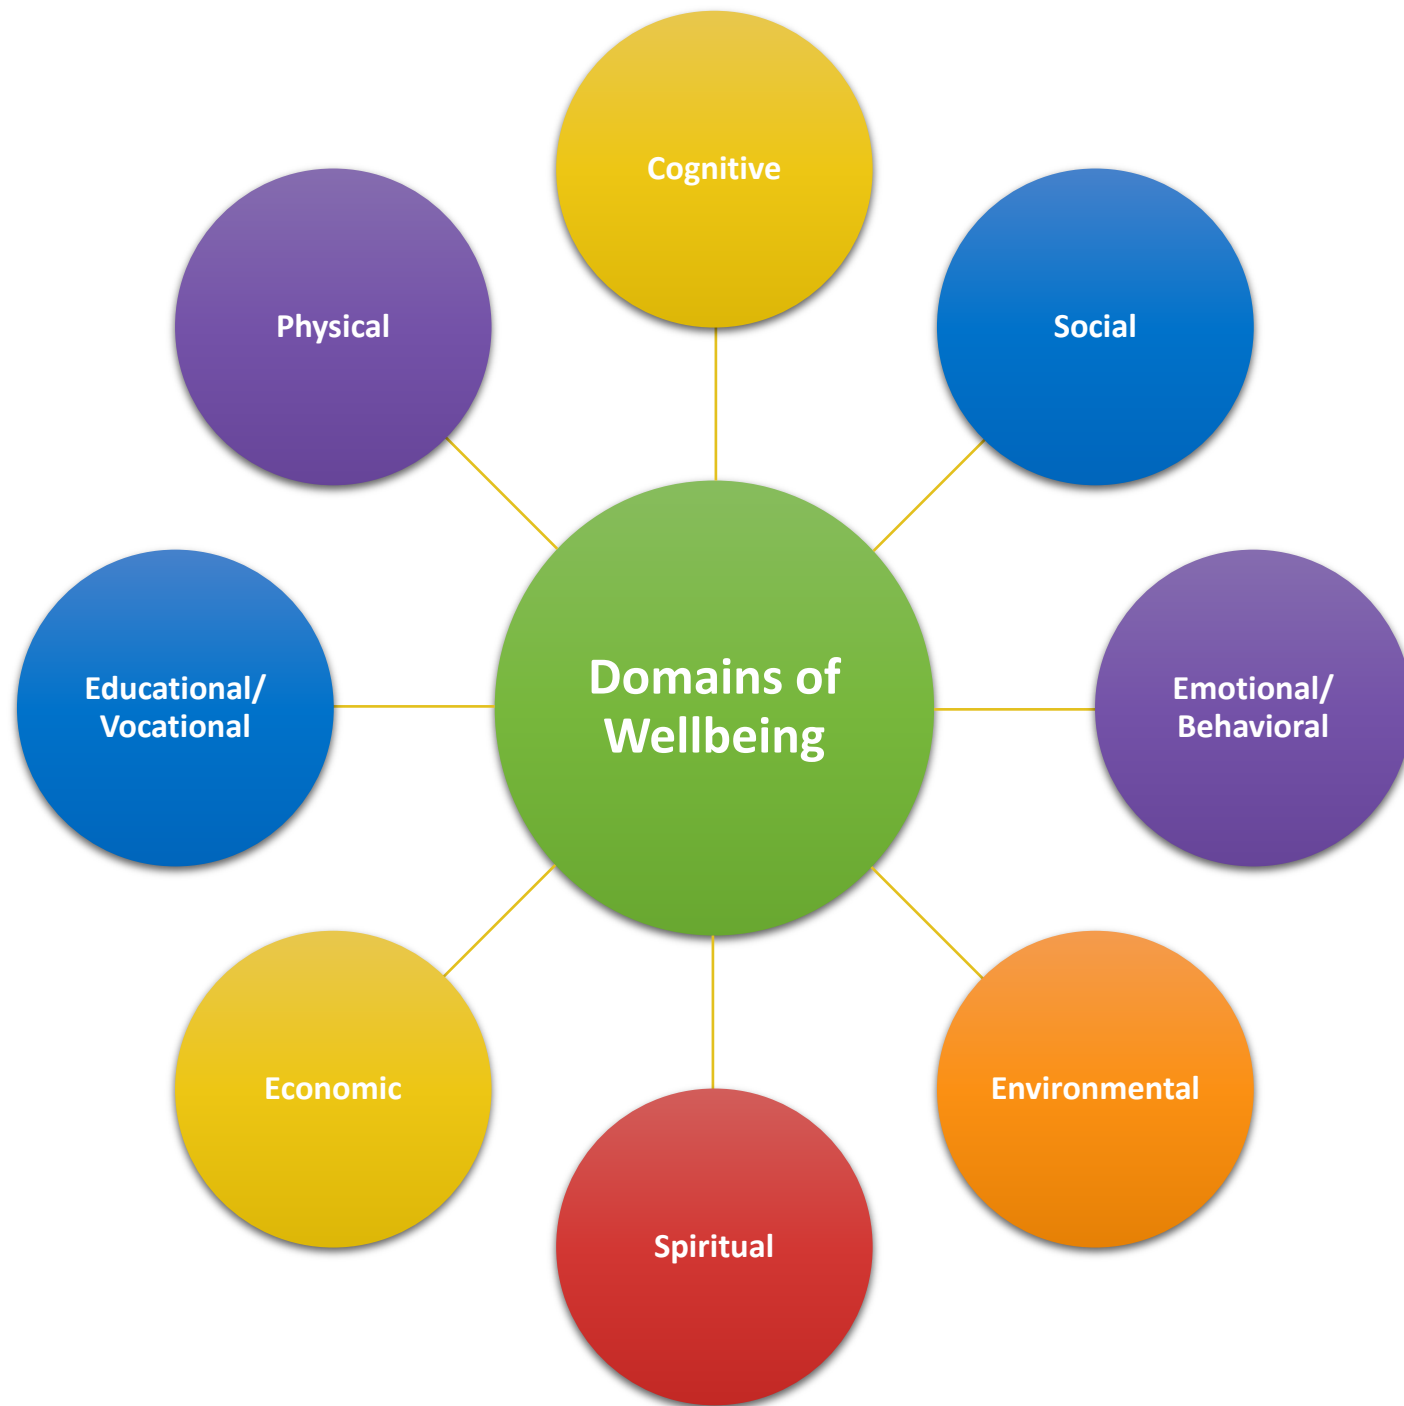 Cognitive
Physical
Social
Domains of
Wellbeing
Educational/
Vocational
Emotional/
Behavioral
Economic
Environmental
Spiritual